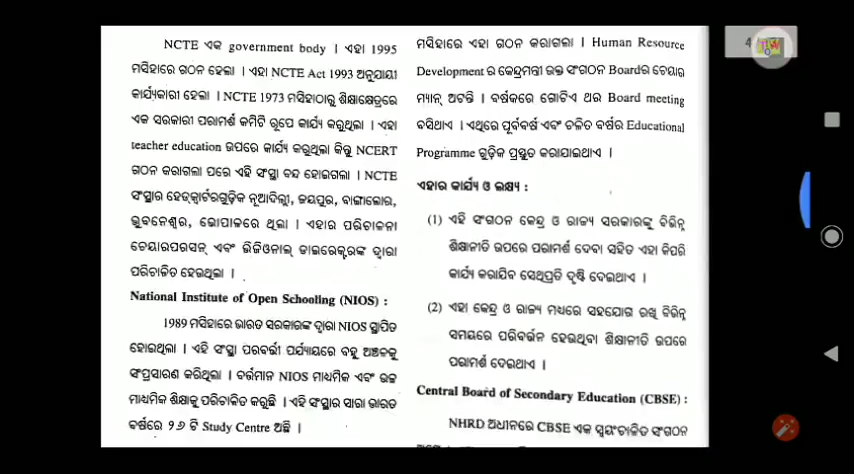 NCTE ଏକ government body । ଏହା 1995
ମସିହାରେ ଗଠନ ହେଲା । ଏହା NCTE Act 1993 ଅନୁଯାୟୀ
କାର୍ଯ୍ୟକାରୀ ହେଲା । NCTE 1973 ମସିହାଠାରୁ ଶିକ୍ଷାକ୍ଷେତ୍ରରେ
ଏକ ସରକାରୀ ପରାମର୍ଶ କମିଟି ରୂପେ କାର୍ଯ୍ୟ କରୁଥିଲା । ଏହା
teacher education ଉପରେ କାର୍ଯ୍ୟ କରୁଥିଲା କିନ୍ତୁ NCERT
ଗଠନ କରାଗଲା ପରେ ଏହି ସଂସ୍ଥା ବନ୍ଦ ହୋଇଗଲା । NCTE
ସଂସ୍ଥାର ହେଡ୍‌କ୍ୱାର୍ଟରଗୁଡ଼ିକ ନୂଆଦିଲ୍ଲୀ, ଜୟପୁର, ବାଙ୍ଗାଲୋର,
ଭୁବନେଶ୍ୱର, ଭୋପାଳରେ ଥିଲା । ଏହାର ପରିଚାଳନା
ଚେୟାରପରସନ୍ ଏବଂ ରିଜିଓନାଲ୍ ଡାଇରେକ୍ଟରଙ୍କ ଦ୍ୱାରା
ପରିଚାଳିତ ହେଉଥିଲା ।
National Institute of Open Schooling (NIOS) :
1989 ମସିହାରେ ଭାରତ ସରକାରଙ୍କ ଦ୍ୱାରା NIOS ସ୍ଥାପିତ
ହୋଇଥିଲା । ଏହି ସଂସ୍ଥା ପରବର୍ତ୍ତୀ ପର୍ଯ୍ୟାୟରେ ବହୁ ଅଞ୍ଚଳକୁ
ସଂପ୍ରସାରଣ କରିଥିଲା । ବର୍ତ୍ତମାନ NIOS ମାଧ୍ୟମିକ ଏବଂ ଉଚ୍ଚ
ମାଧ୍ୟମିକ ଶିକ୍ଷାକୁ ପରିଚାଳିତ କରୁଛି । ଏହି ସଂସ୍ଥାର ସାରା ଭାରତ
ବର୍ଷରେ ୨୬ ଟି Study Centre ଅଛି ।
ମସିହାରେ ଏହା ଗଠନ କରାଗଲା । Human Resource
Development ର କେନ୍ଦ୍ରମନ୍ତ୍ରୀ ଉକ୍ତ ସଂଗଠନ Boardର ଚେୟାର
ମ୍ୟାନ୍ ଅଟନ୍ତି । ବର୍ଷକରେ ଗୋଟିଏ ଥର Board meeting
ବସିଥାଏ । ଏଥିରେ ପୂର୍ବବର୍ଷ ଏବଂ ଚଳିତ ବର୍ଷର Educational
Programme ଗୁଡ଼ିକ ପ୍ରସ୍ତୁତ କରାଯାଇଥାଏ ।
ଏହାର କାର୍ଯ୍ୟ ଓ ଲକ୍ଷ୍ୟ :
(1) ଏହି ସଂଗଠନ କେନ୍ଦ୍ର ଓ ରାଜ୍ୟ ସରକାରଙ୍କୁ ବିଭିନ୍ନ
ଶିକ୍ଷାନୀତି ଉପରେ ପରାମର୍ଶ ଦେବା ସହିତ ଏହା କିପରି
କାର୍ଯ୍ୟ କରାଯିବ ସେଥିପ୍ରତି ଦୃଷ୍ଟି ଦେଇଥାଏ ।
(2) ଏହା କେନ୍ଦ୍ର ଓ ରାଜ୍ୟ ମଧ୍ୟରେ ସହଯୋଗ ରଖି ବିଭିନ୍ନ
ସମୟରେ ପରିବର୍ତ୍ତନ ହେଉଥିବା ଶିକ୍ଷାନୀତି ଉପରେ
ପରାମର୍ଶ ଦେଇଥାଏ ।
Central Board of Secondary Education (CBSE) :
NHRD ଅଧୀନରେ CBSE ଏକ ସ୍ୱୟଂଚାଳିତ ସଂଗଠନ